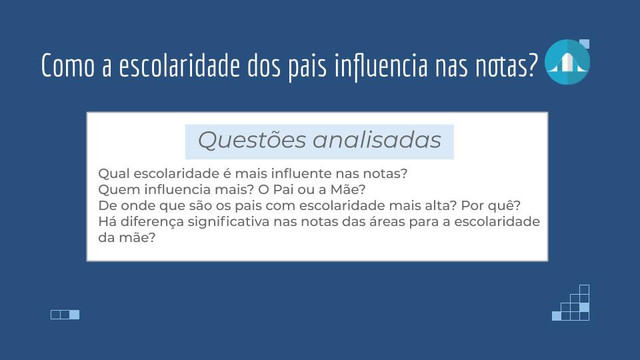 Como a escolaridade dos pais influencia nas notas?
Questões analisadas
Qual escolaridade é mais influente nas notas?
Quem influencia mais? O Pai ou a Mãe?
De onde que são os pais com escolaridade mais alta? Por quê?
Há diferença significativa nas notas das áreas para a escolaridade
da mãe?